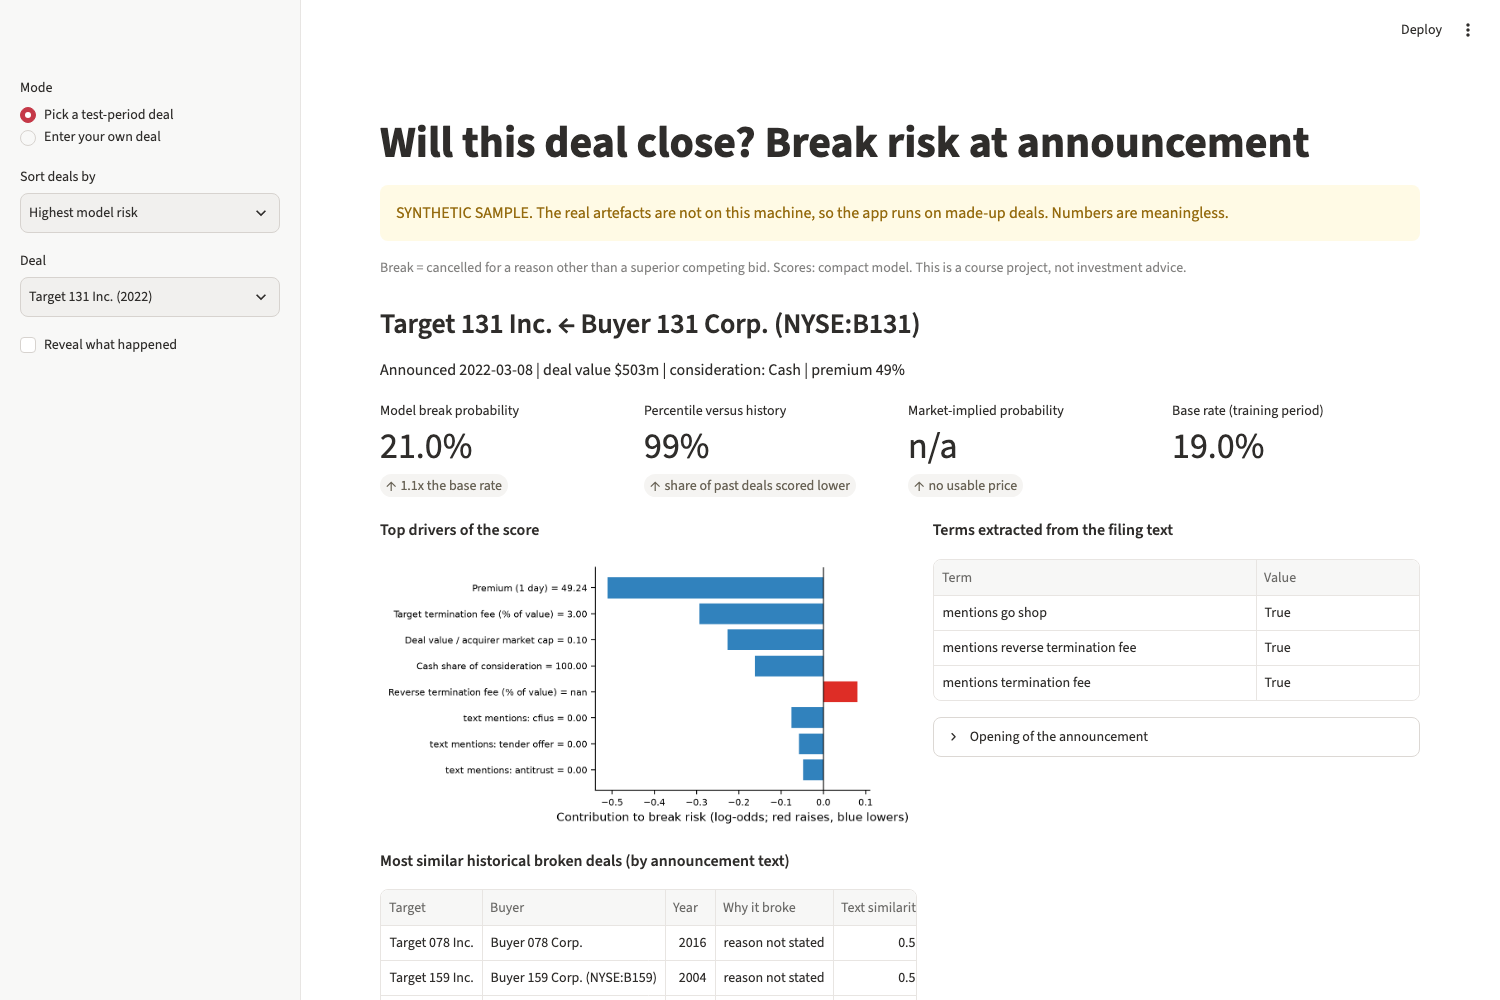 Deploy
Mode
Pick a test-period deal
Enter your own deal
Sort deals by
Highest model risk
Deal
Target 131 Inc. (2022)
Reveal what happened
Will this deal close? Break risk at announcement
SYNTHETIC SAMPLE. The real artefacts are not on this machine, so the app runs on made-up deals. Numbers are meaningless.
Break = cancelled for a reason other than a superior competing bid. Scores: compact model. This is a course project, not investment advice.
Target 131 Inc. ← Buyer 131 Corp. (NYSE:B131)
Announced 2022-03-08 | deal value $503m | consideration: Cash | premium 49%
Model break probability
21.0%
↑ 1.1x the base rate
Percentile versus history
99%
↑ share of past deals scored lower
Market-implied probability
n/a
↑ no usable price
Base rate (training period)
19.0%
Top drivers of the score
Premium (1 day) = 49.24
Target termination fee (% of value) = 3.00
Deal value / acquirer market cap = 0.10
Cash share of consideration = 100.00
Reverse termination fee (% of value) = nan
text mentions: cfius = 0.00
text mentions: tender offer = 0.00
text mentions: antitrust = 0.00
−0.5 −0.4 −0.3 −0.2 −0.1 0.0 0.1
Contribution to break risk (log-odds; red raises, blue lowers)
Terms extracted from the filing text
Term Value
mentions go shop True
mentions reverse termination fee True
mentions termination fee True
Opening of the announcement
Most similar historical broken deals (by announcement text)
Target Buyer Year Why it broke Text similarit
Target 078 Inc. Buyer 078 Corp. 2016 reason not stated 0.5
Target 159 Inc. Buyer 159 Corp. (NYSE:B159) 2004 reason not stated 0.5